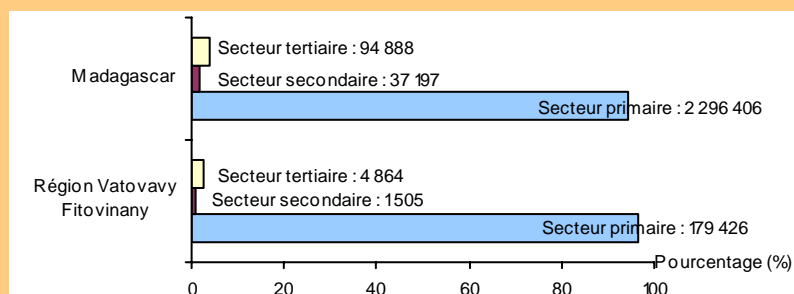 Secteur tertiaire : 94 888
Madagascar
Secteur secondaire : 37 197
Secteur primaire : 2 296 406
Secteur tertiaire : 4 864
Région Vatovavy
Fitovinany
Secteur secondaire : 1505
Secteur primaire : 179 426
Pourcentage (%)
0 20 40 60 80 100